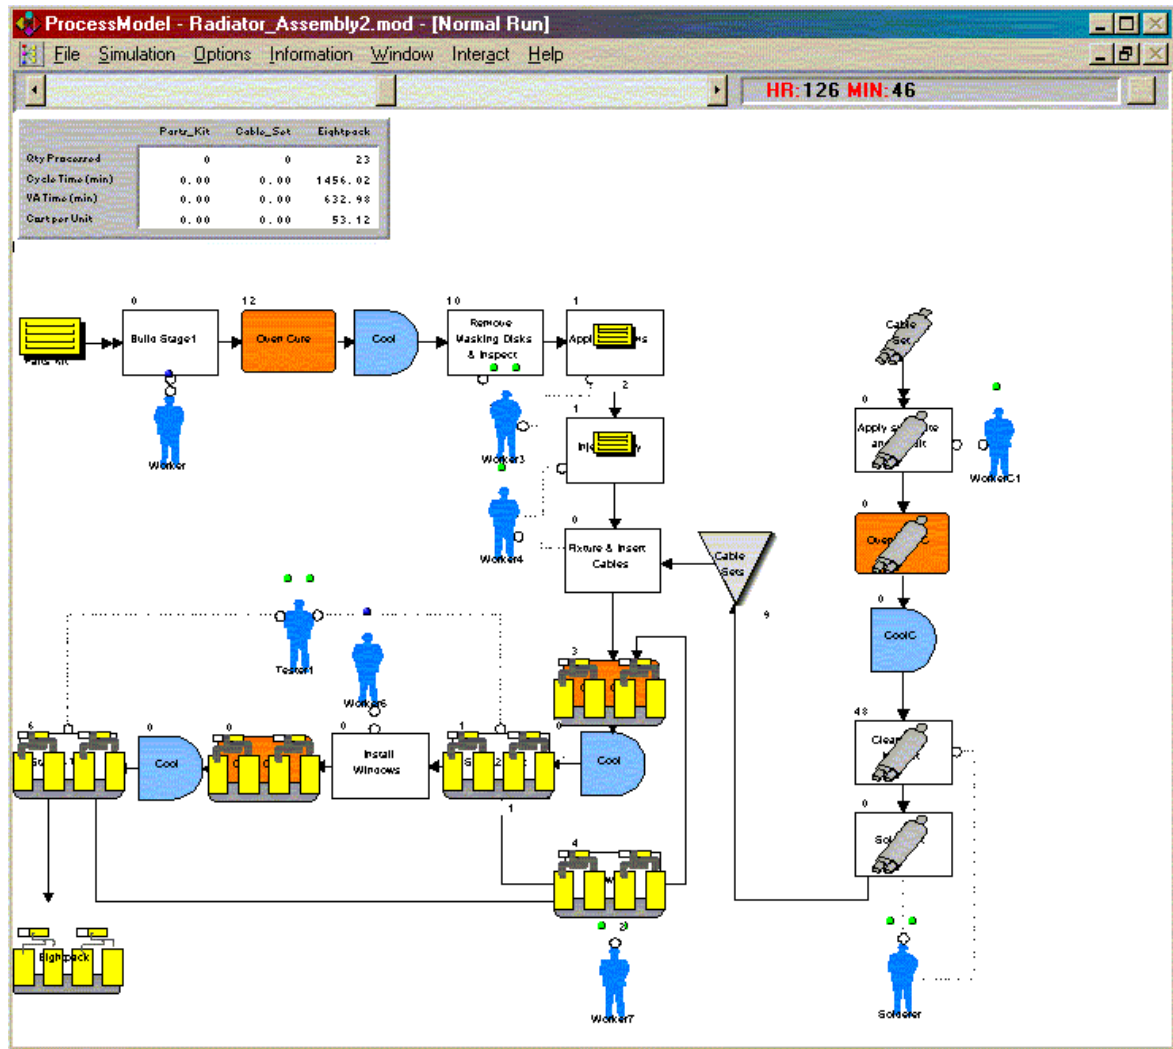 ProcessModel - Radiator_Assembly2.mod - [Normal Run]
File Simulation Options Information Window Interact Help
HR:126 MIN:46
Parts_Kit Cable_Set Eightpack
Qty Processed 0 0 23
Cycle Time (min) 0.00 0.00 1456.02
VA Time (min) 0.00 0.00 632.98
Cost per Unit 0.00 0.00 53.12
0
12
10
1
Build Stage1
Oven Cure
Cool
Remove
Masking Disks
& Inspect
Cable
Set
2
1
0
Worker
Worker3
WorkerC1
0
Worker4
0
Fixture & Insert
Cables
Cable
Sets
9
0
CoolC
Tester1
Worker6
3
6
0
0
0
1
0
48
Cool
Install
Windows
Cool
Clean
1
0
4
2
Eightpack
Worker7
Solderer